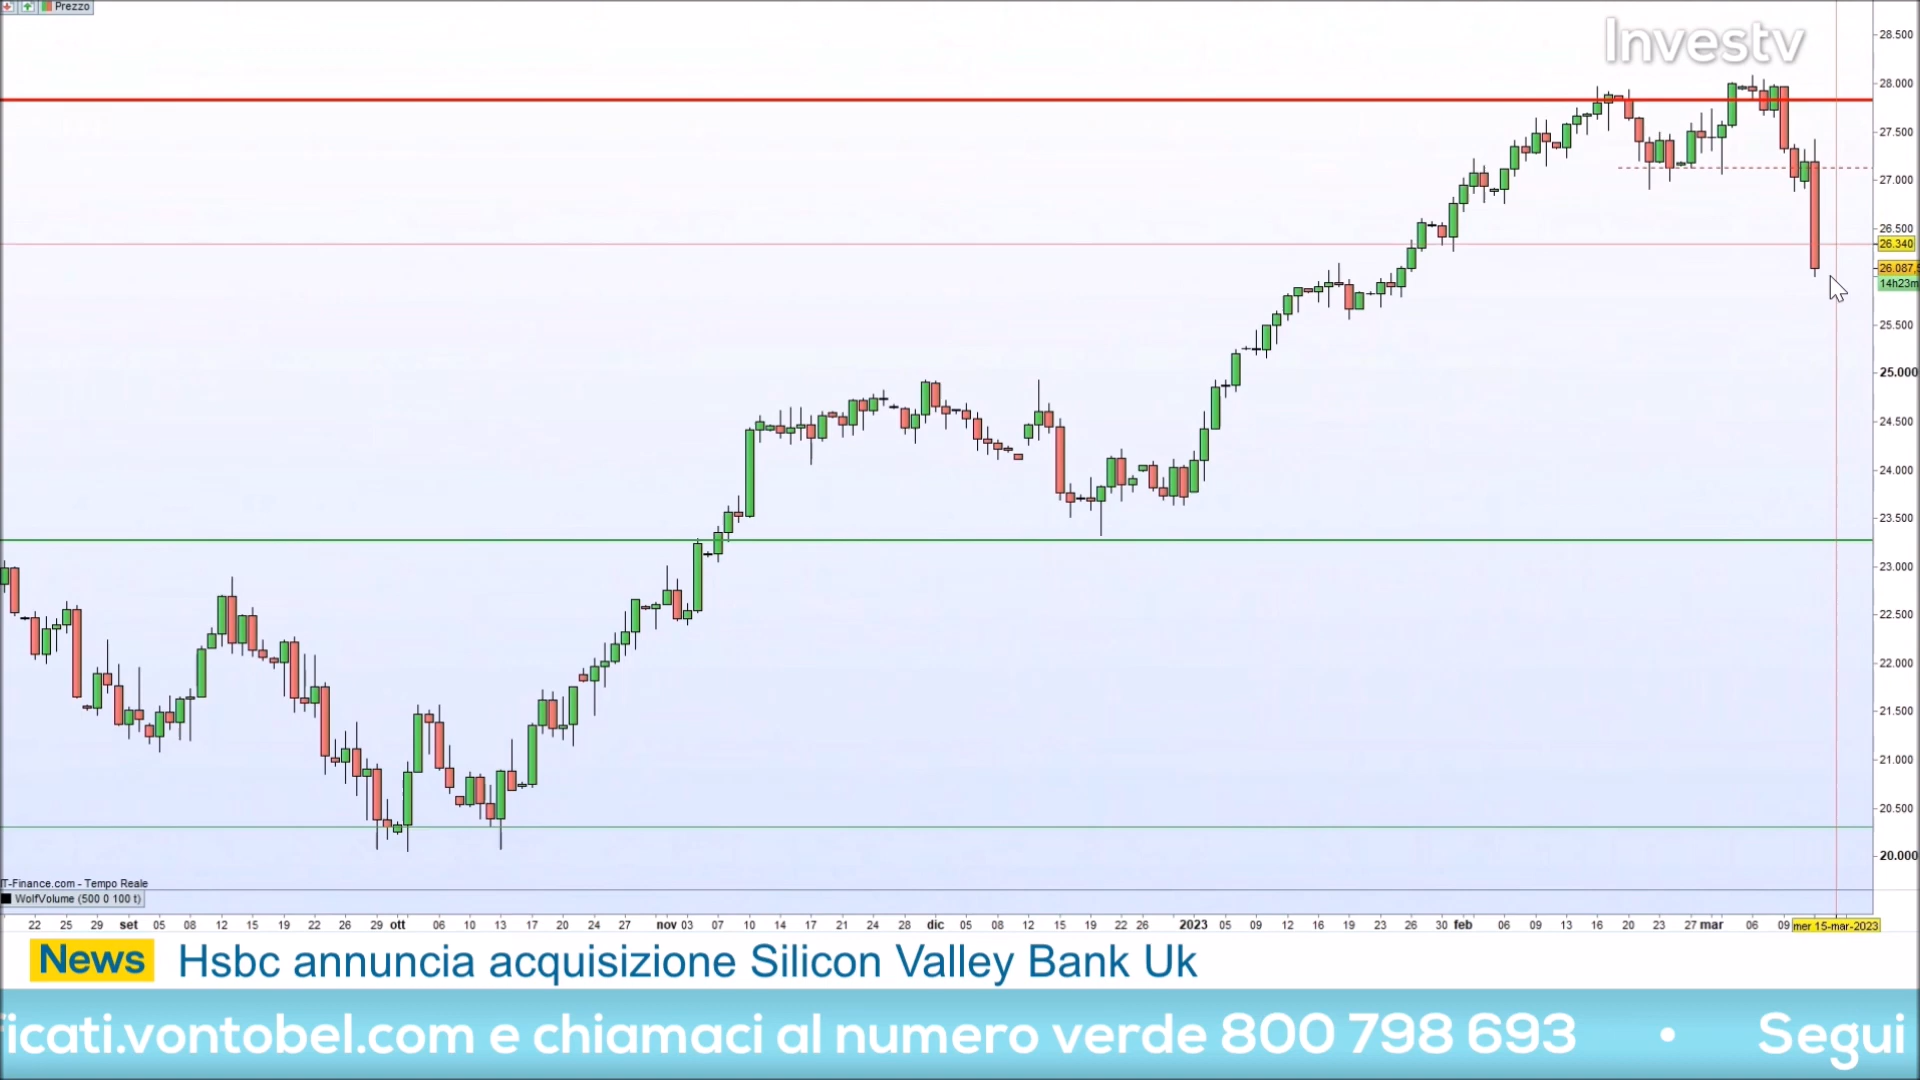 Prezzo
Investv
28.500
28.000
27.500
27.000
26.500
26.340
26.087,5
14h23m
25.500
25.000
24.500
24.000
23.500
23.000
22.500
22.000
21.500
21.000
20.500
20.000
IT-Finance.com - Tempo Reale
WolfVolume (500 0 100 t)
22 25 29 set 05 08 12 15 19 22 26 29 ott 06 10 13 17 20 24 27 nov 03 07 10 14 17 21 24 28 dic 05 08 12 15 19 22 26 2023 05 09 12 16 19 23 26 30 feb 06 09 13 16 20 23 27 mar 06 09 mer 15-mar-2023
News Hsbc annuncia acquisizione Silicon Valley Bank Uk
ficati.vontobel.com e chiamaci al numero verde 800 798 693 • Segui